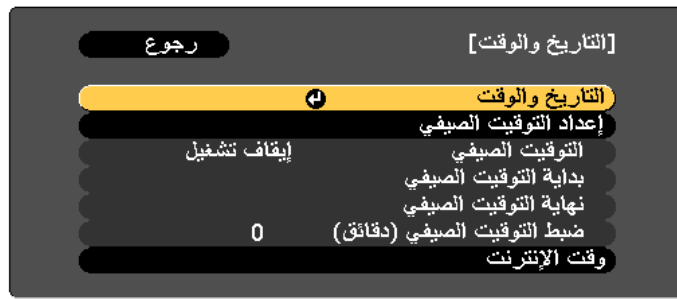 [التاريخ والوقت] رجوع
التاريخ والوقت
إعداد التوقيت الصيفي
التوقيت الصيفي إيقاف تشغيل
بداية التوقيت الصيفي
نهاية التوقيت الصيفي
ضبط التوقيت الصيفي (دقائق) 0
وقت الإنترنت